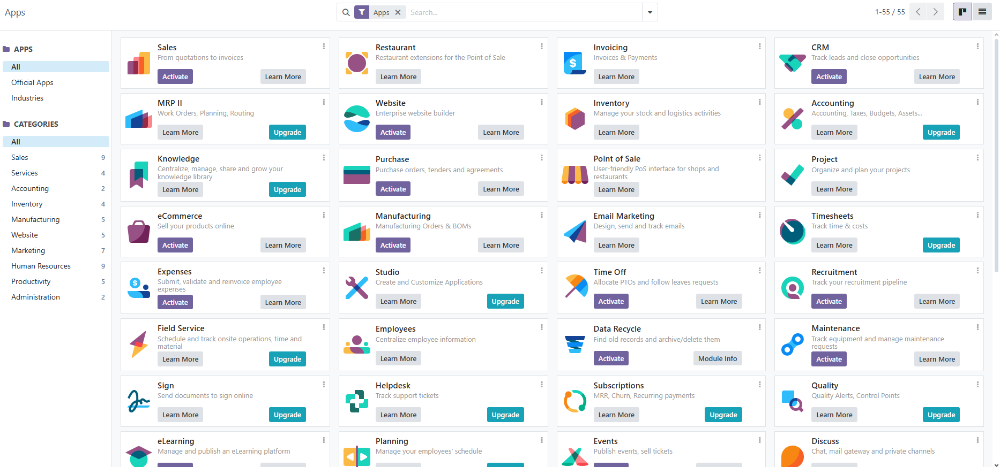 Apps
Apps
Search...
1-55 / 55
APPS
All
Official Apps
Industries
CATEGORIES
All
Sales 9
Services 4
Accounting 2
Inventory 4
Manufacturing 5
Website 5
Marketing 7
Human Resources 9
Productivity 5
Administration 2
Sales
From quotations to invoices
Activate
Learn More
Restaurant
Restaurant extensions for the Point of Sale
Learn More
Invoicing
Invoices & Payments
Learn More
CRM
Track leads and close opportunities
Activate
Learn More
MRP II
Work Orders, Planning, Routing
Learn More
Upgrade
Website
Enterprise website builder
Activate
Learn More
Inventory
Manage your stock and logistics activities
Learn More
Accounting
Accounting, Taxes, Budgets, Assets...
Learn More
Upgrade
Knowledge
Centralize, manage, share and grow your
knowledge library
Learn More
Upgrade
Purchase
Purchase orders, tenders and agreements
Activate
Learn More
Point of Sale
User-friendly PoS interface for shops and
restaurants
Learn More
Project
Organize and plan your projects
Learn More
eCommerce
Sell your products online
Activate
Learn More
Manufacturing
Manufacturing Orders & BOMs
Activate
Learn More
Email Marketing
Design, send and track emails
Learn More
Timesheets
Track time & costs
Learn More
Upgrade
Expenses
Submit, validate and reinvoice employee
expenses
Activate
Learn More
Studio
Create and Customize Applications
Learn More
Upgrade
Time Off
Allocate PTOs and follow leaves requests
Activate
Learn More
Recruitment
Track your recruitment pipeline
Activate
Learn More
Field Service
Schedule and track onsite operations, time and
material
Learn More
Upgrade
Employees
Centralize employee information
Learn More
Data Recycle
Find old records and archive/delete them
Activate
Module Info
Maintenance
Track equipment and manage maintenance
requests
Activate
Learn More
Sign
Send documents to sign online
Learn More
Upgrade
Helpdesk
Track support tickets
Learn More
Upgrade
Subscriptions
MRR, Churn, Recurring payments
Learn More
Upgrade
Quality
Quality Alerts, Control Points
Learn More
Upgrade
eLearning
Manage and publish an eLearning platform
Planning
Manage your employees' schedule
Events
Publish events, sell tickets
Discuss
Chat, mail gateway and private channels